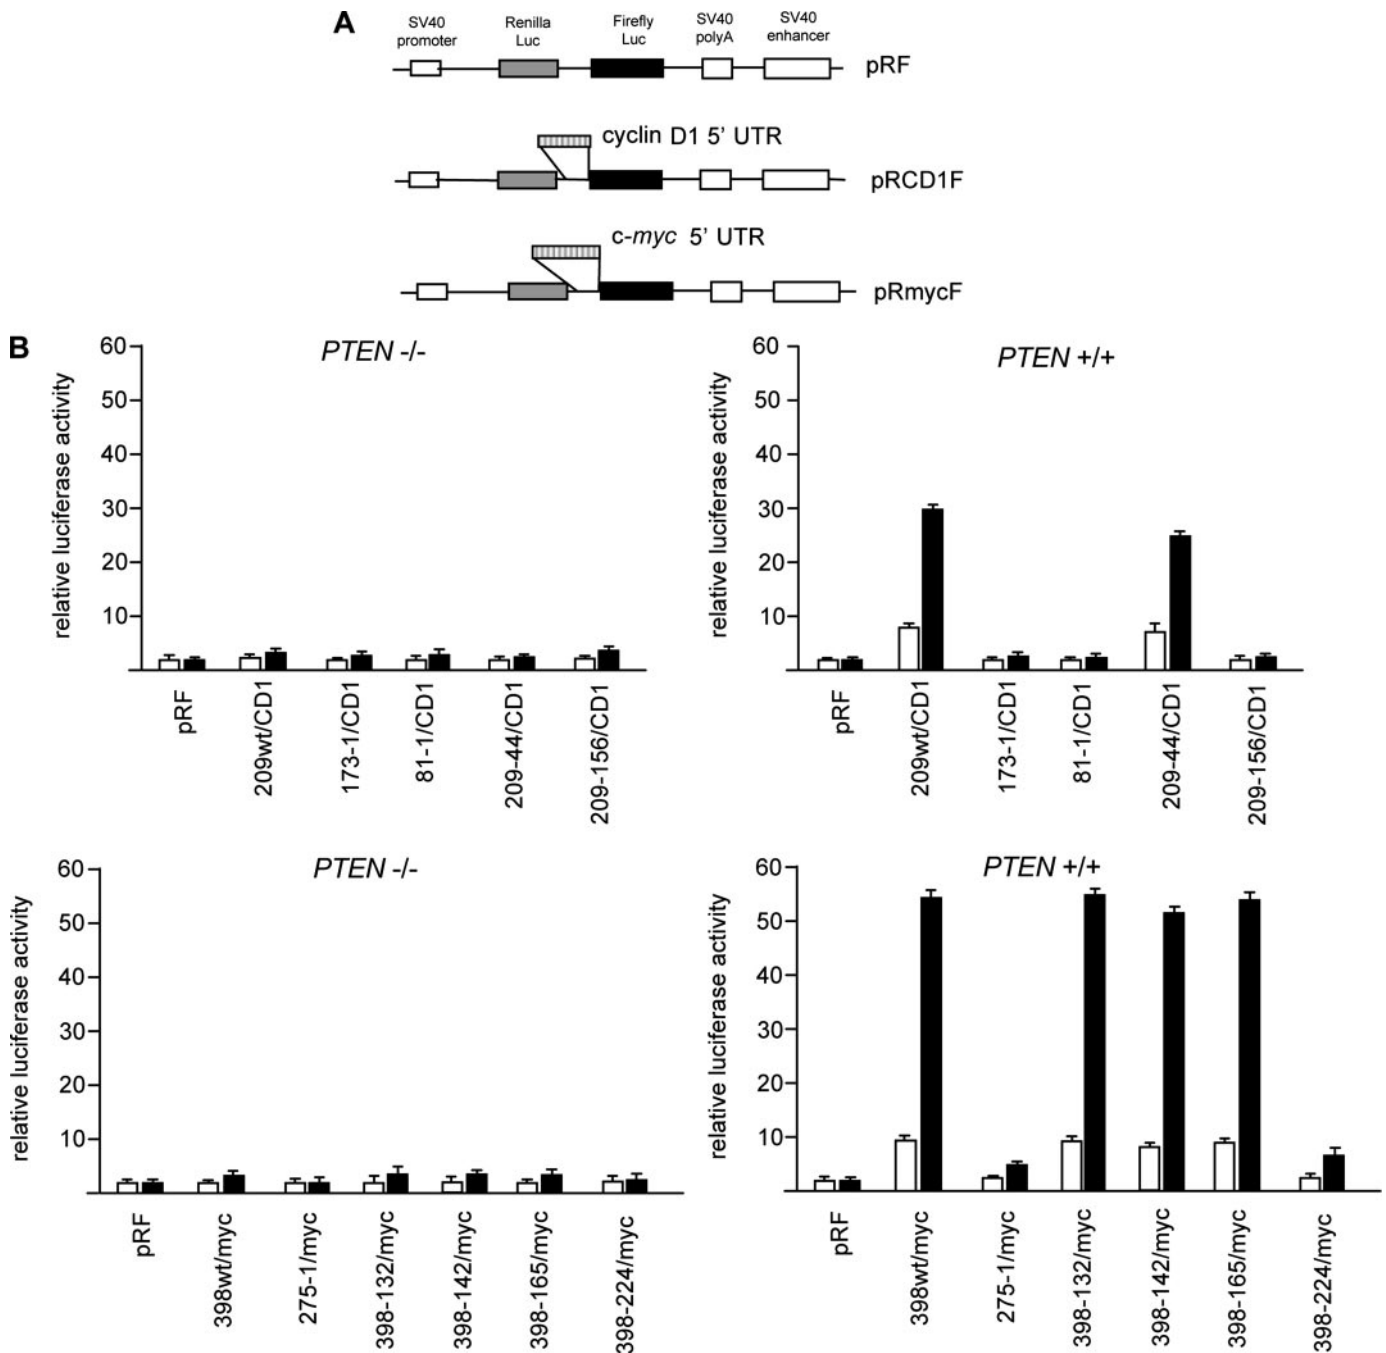 A
SV40 promoter
Renilla Luc
Firefly Luc
SV40 polyA
SV40 enhancer
pRF
cyclin D1 5' UTR
pRCD1F
c-myc 5' UTR
pRmycF
B
PTEN -/-
relative luciferase activity
60
50
40
30
20
10
pRF
209wt/CD1
173-1/CD1
81-1/CD1
209-44/CD1
209-156/CD1
PTEN +/+
relative luciferase activity
60
50
40
30
20
10
pRF
209wt/CD1
173-1/CD1
81-1/CD1
209-44/CD1
209-156/CD1
PTEN -/-
relative luciferase activity
60
50
40
30
20
10
pRF
398wt/myc
275-1/myc
398-132/myc
398-142/myc
398-165/myc
398-224/myc
PTEN +/+
relative luciferase activity
60
50
40
30
20
10
pRF
398wt/myc
275-1/myc
398-132/myc
398-142/myc
398-165/myc
398-224/myc